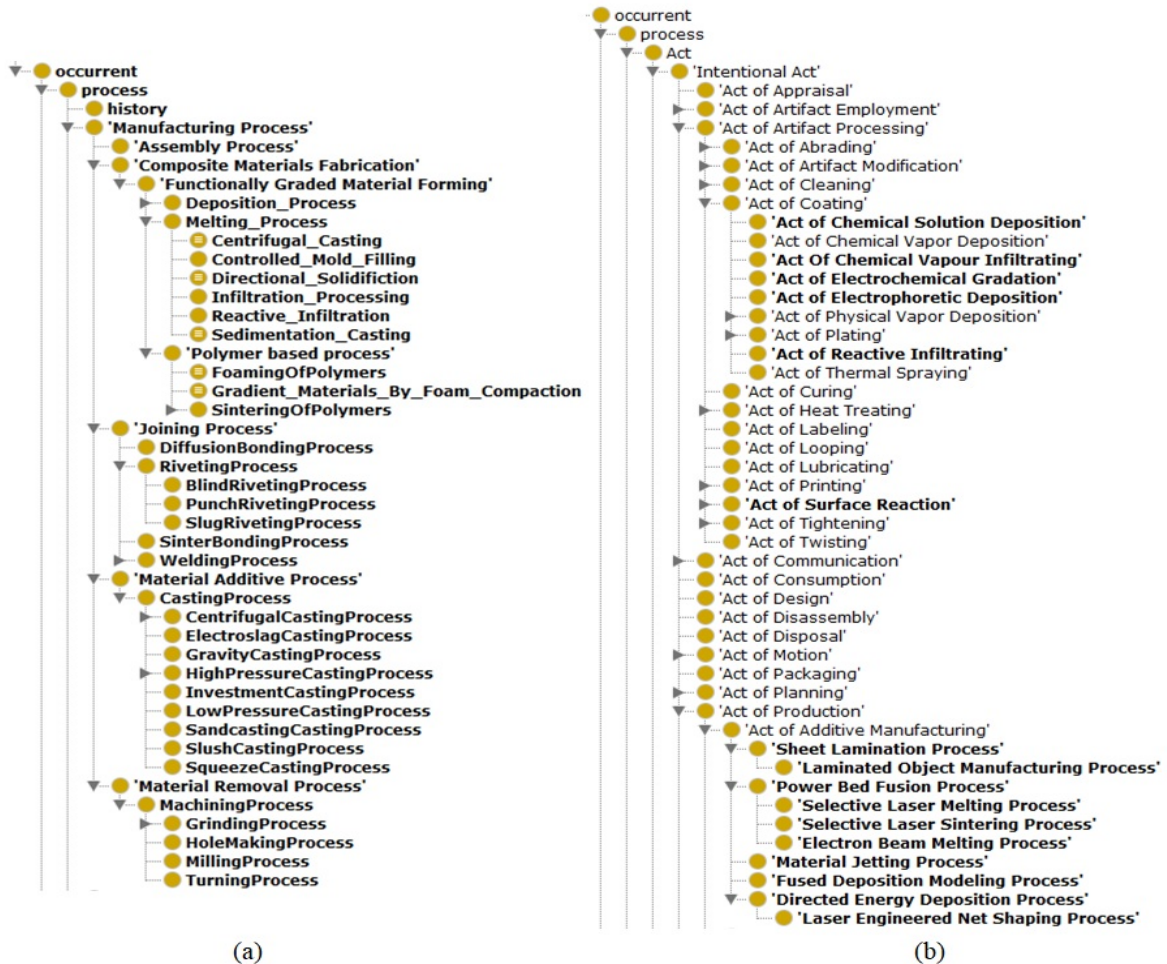 occurrent
process
history
'Manufacturing Process'
'Assembly Process'
'Composite Materials Fabrication'
'Functionally Graded Material Forming'
Deposition_Process
Melting_Process
Centrifugal_Casting
Controlled_Mold_Filling
Directional_Solidifiction
Infiltration_Processing
Reactive_Infiltration
Sedimentation_Casting
'Polymer based process'
FoamingOfPolymers
Gradient_Materials_By_Foam_Compaction
SinteringOfPolymers
'Joining Process'
DiffusionBondingProcess
RivetingProcess
BlindRivetingProcess
PunchRivetingProcess
SlugRivetingProcess
SinterBondingProcess
WeldingProcess
'Material Additive Process'
CastingProcess
CentrifugalCastingProcess
ElectroslagCastingProcess
GravityCastingProcess
HighPressureCastingProcess
InvestmentCastingProcess
LowPressureCastingProcess
SandcastingCastingProcess
SlushCastingProcess
SqueezeCastingProcess
'Material Removal Process'
MachiningProcess
GrindingProcess
HoleMakingProcess
MillingProcess
TurningProcess
(a)
occurrent
process
Act
'Intentional Act'
'Act of Appraisal'
'Act of Artifact Employment'
'Act of Artifact Processing'
'Act of Abrading'
'Act of Artifact Modification'
'Act of Cleaning'
'Act of Coating'
'Act of Chemical Solution Deposition'
'Act of Chemical Vapor Deposition'
'Act Of Chemical Vapour Infiltrating'
'Act of Electrochemical Gradation'
'Act of Electrophoretic Deposition'
'Act of Physical Vapor Deposition'
'Act of Plating'
'Act of Reactive Infiltrating'
'Act of Thermal Spraying'
'Act of Curing'
'Act of Heat Treating'
'Act of Labeling'
'Act of Looping'
'Act of Lubricating'
'Act of Printing'
'Act of Surface Reaction'
'Act of Tightening'
'Act of Twisting'
'Act of Communication'
'Act of Consumption'
'Act of Design'
'Act of Disassembly'
'Act of Disposal'
'Act of Motion'
'Act of Packaging'
'Act of Planning'
'Act of Production'
'Act of Additive Manufacturing'
'Sheet Lamination Process'
'Laminated Object Manufacturing Process'
'Power Bed Fusion Process'
'Selective Laser Melting Process'
'Selective Laser Sintering Process'
'Electron Beam Melting Process'
'Material Jetting Process'
'Fused Deposition Modeling Process'
'Directed Energy Deposition Process'
'Laser Engineered Net Shaping Process'
(b)